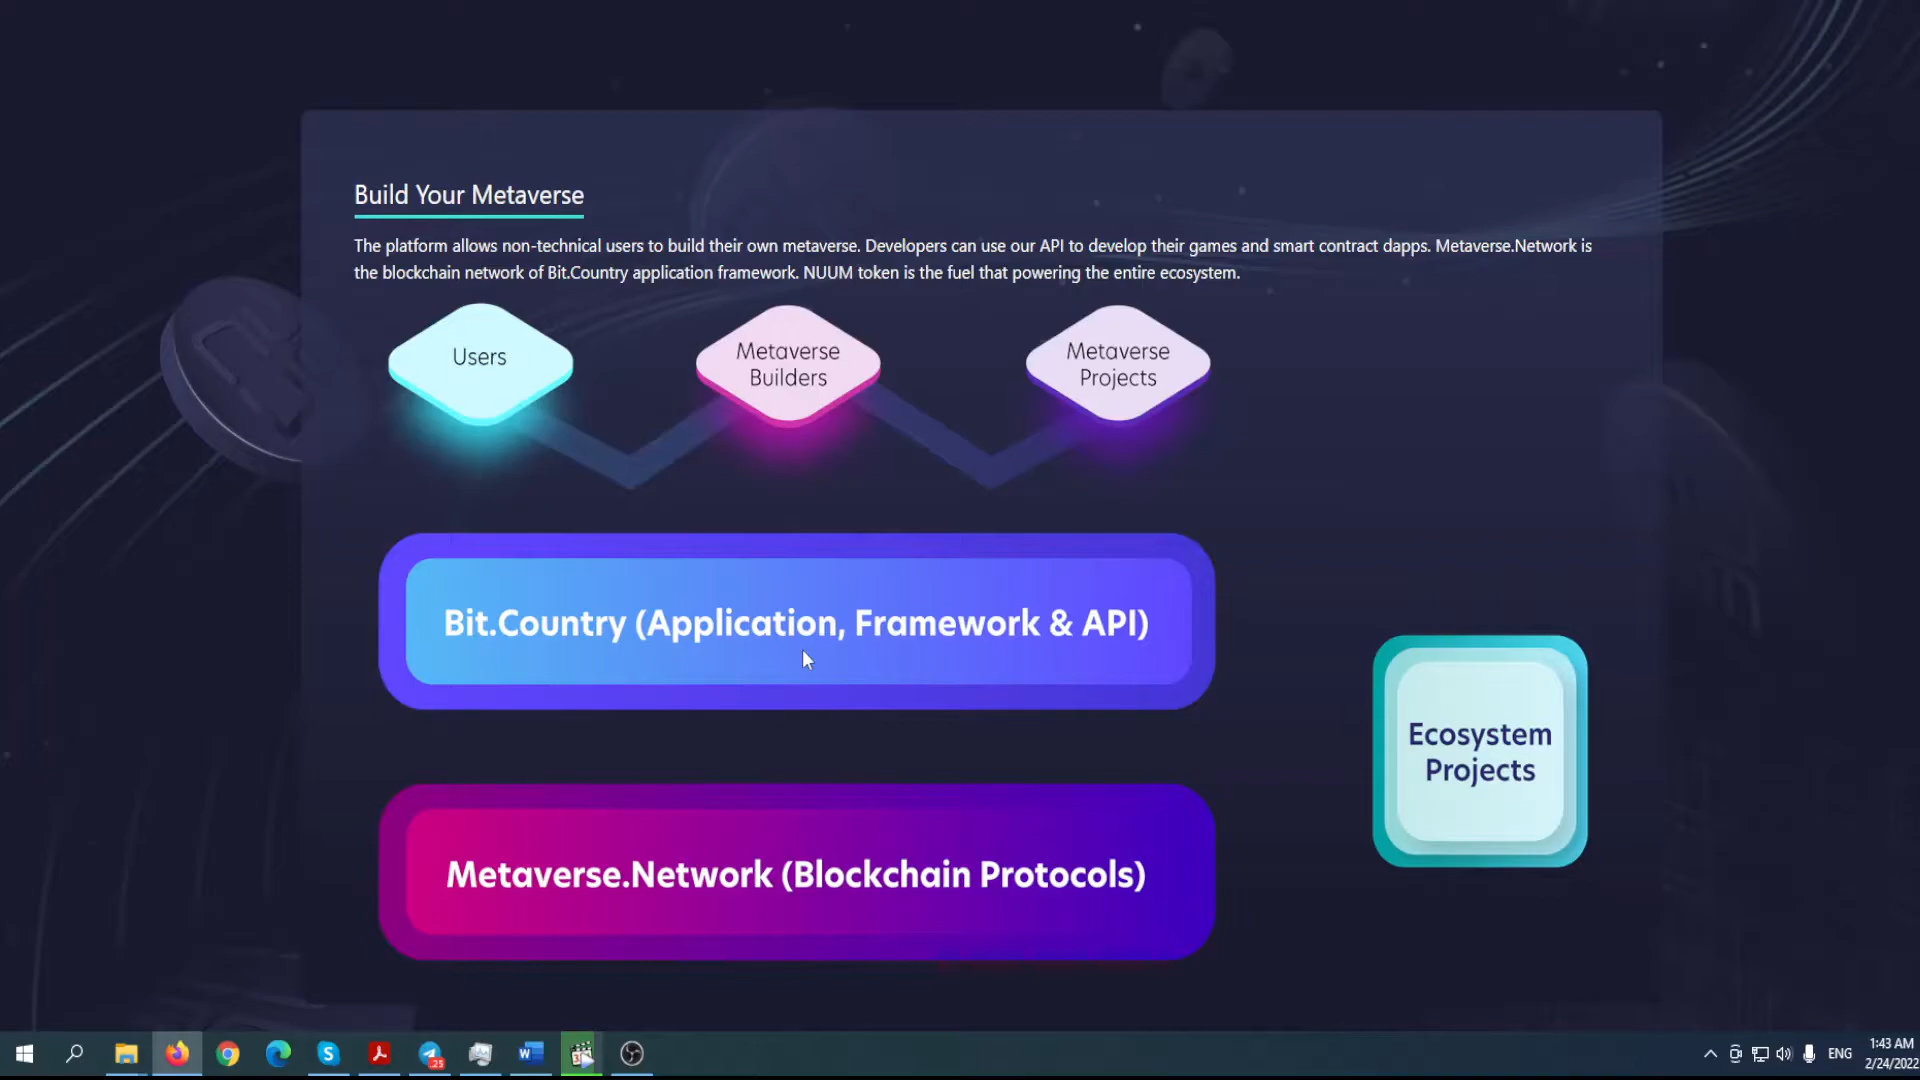 Build Your Metaverse
The platform allows non-technical users to build their own metaverse. Developers can use our API to develop their games and smart contract dapps. Metaverse.Network is
the blockchain network of Bit.Country application framework. NUUM token is the fuel that powering the entire ecosystem.
Users
Metaverse
Builders
Metaverse
Projects
Bit.Country (Application, Framework & API)
Ecosystem
Projects
Metaverse.Network (Blockchain Protocols)
25
ENG
1:43 AM
2/24/2022